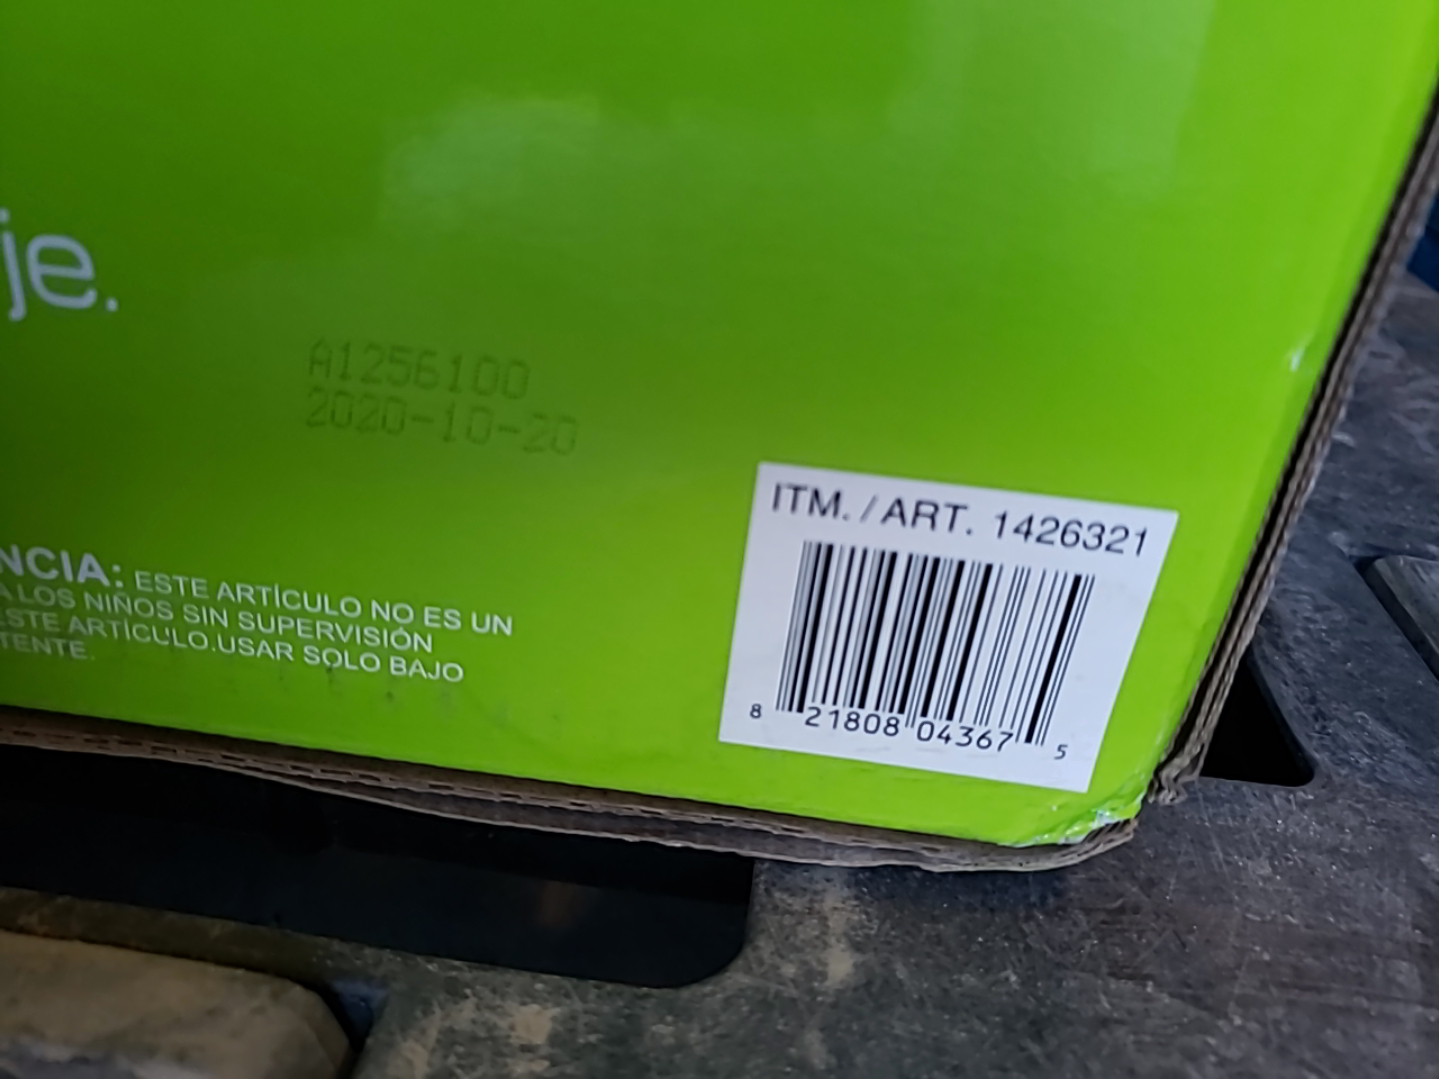 je.
A1256100
2020-10-20
NCIA: ESTE ARTÍCULO NO ES UN
A LOS NIÑOS SIN SUPERVISIÓN
ESTE ARTÍCULO.USAR SOLO BAJO
TENTE.
ITM. / ART. 1426321
8 21808 04367 5